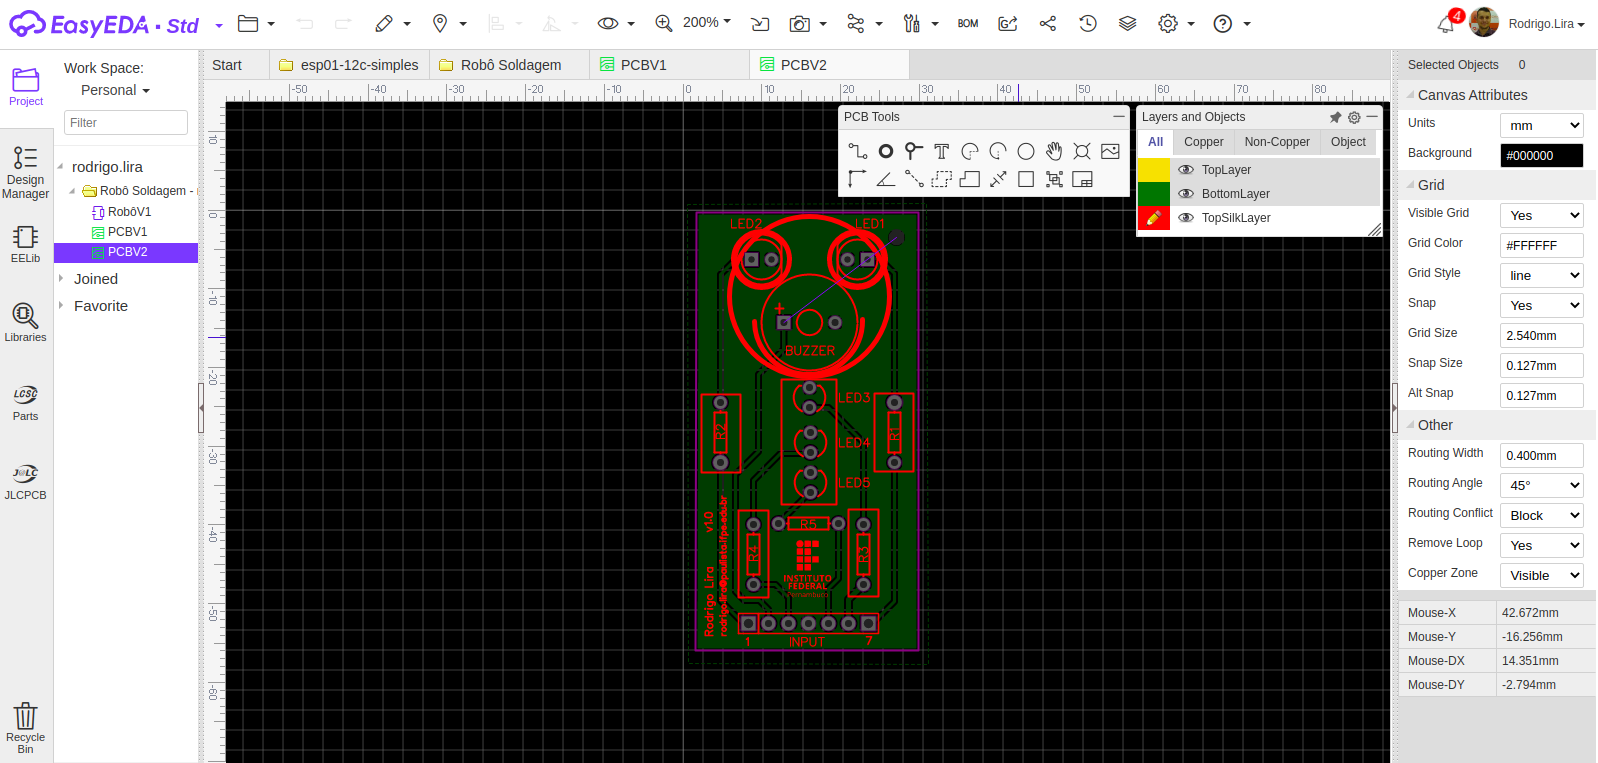 EasyEDA · Std
200%
BOM
4
Rodrigo.Lira
Project
Design
Manager
EELib
Libraries
Parts
JLCPCB
Recycle
Bin
Work Space:
Personal
Filter
rodrigo.lira
Robô Soldagem -
RobôV1
PCBV1
PCBV2
Joined
Favorite
Start
esp01-12c-simples
Robô Soldagem
PCBV1
PCBV2
-50
-40
-30
-20
-10
0
10
20
30
40
50
60
70
80
10
0
-10
-20
-30
-40
-50
-60
PCB Tools
Layers and Objects
All
Copper
Non-Copper
Object
TopLayer
BottomLayer
TopSilkLayer
LED2
LED1
+
BUZZER
LED3
R2
R1
LED4
LED5
R5
R4
R3
INSTITUTO
FEDERAL
Pernambuco
Rodrigo Lira v1.0
rodrigo.lira@paulista.ifpe.edu.br
1
INPUT
7
Selected Objects 0
Canvas Attributes
Units mm
Background #000000
Grid
Visible Grid Yes
Grid Color #FFFFFF
Grid Style line
Snap Yes
Grid Size 2.540mm
Snap Size 0.127mm
Alt Snap 0.127mm
Other
Routing Width 0.400mm
Routing Angle 45°
Routing Conflict Block
Remove Loop Yes
Copper Zone Visible
Mouse-X 42.672mm
Mouse-Y -16.256mm
Mouse-DX 14.351mm
Mouse-DY -2.794mm